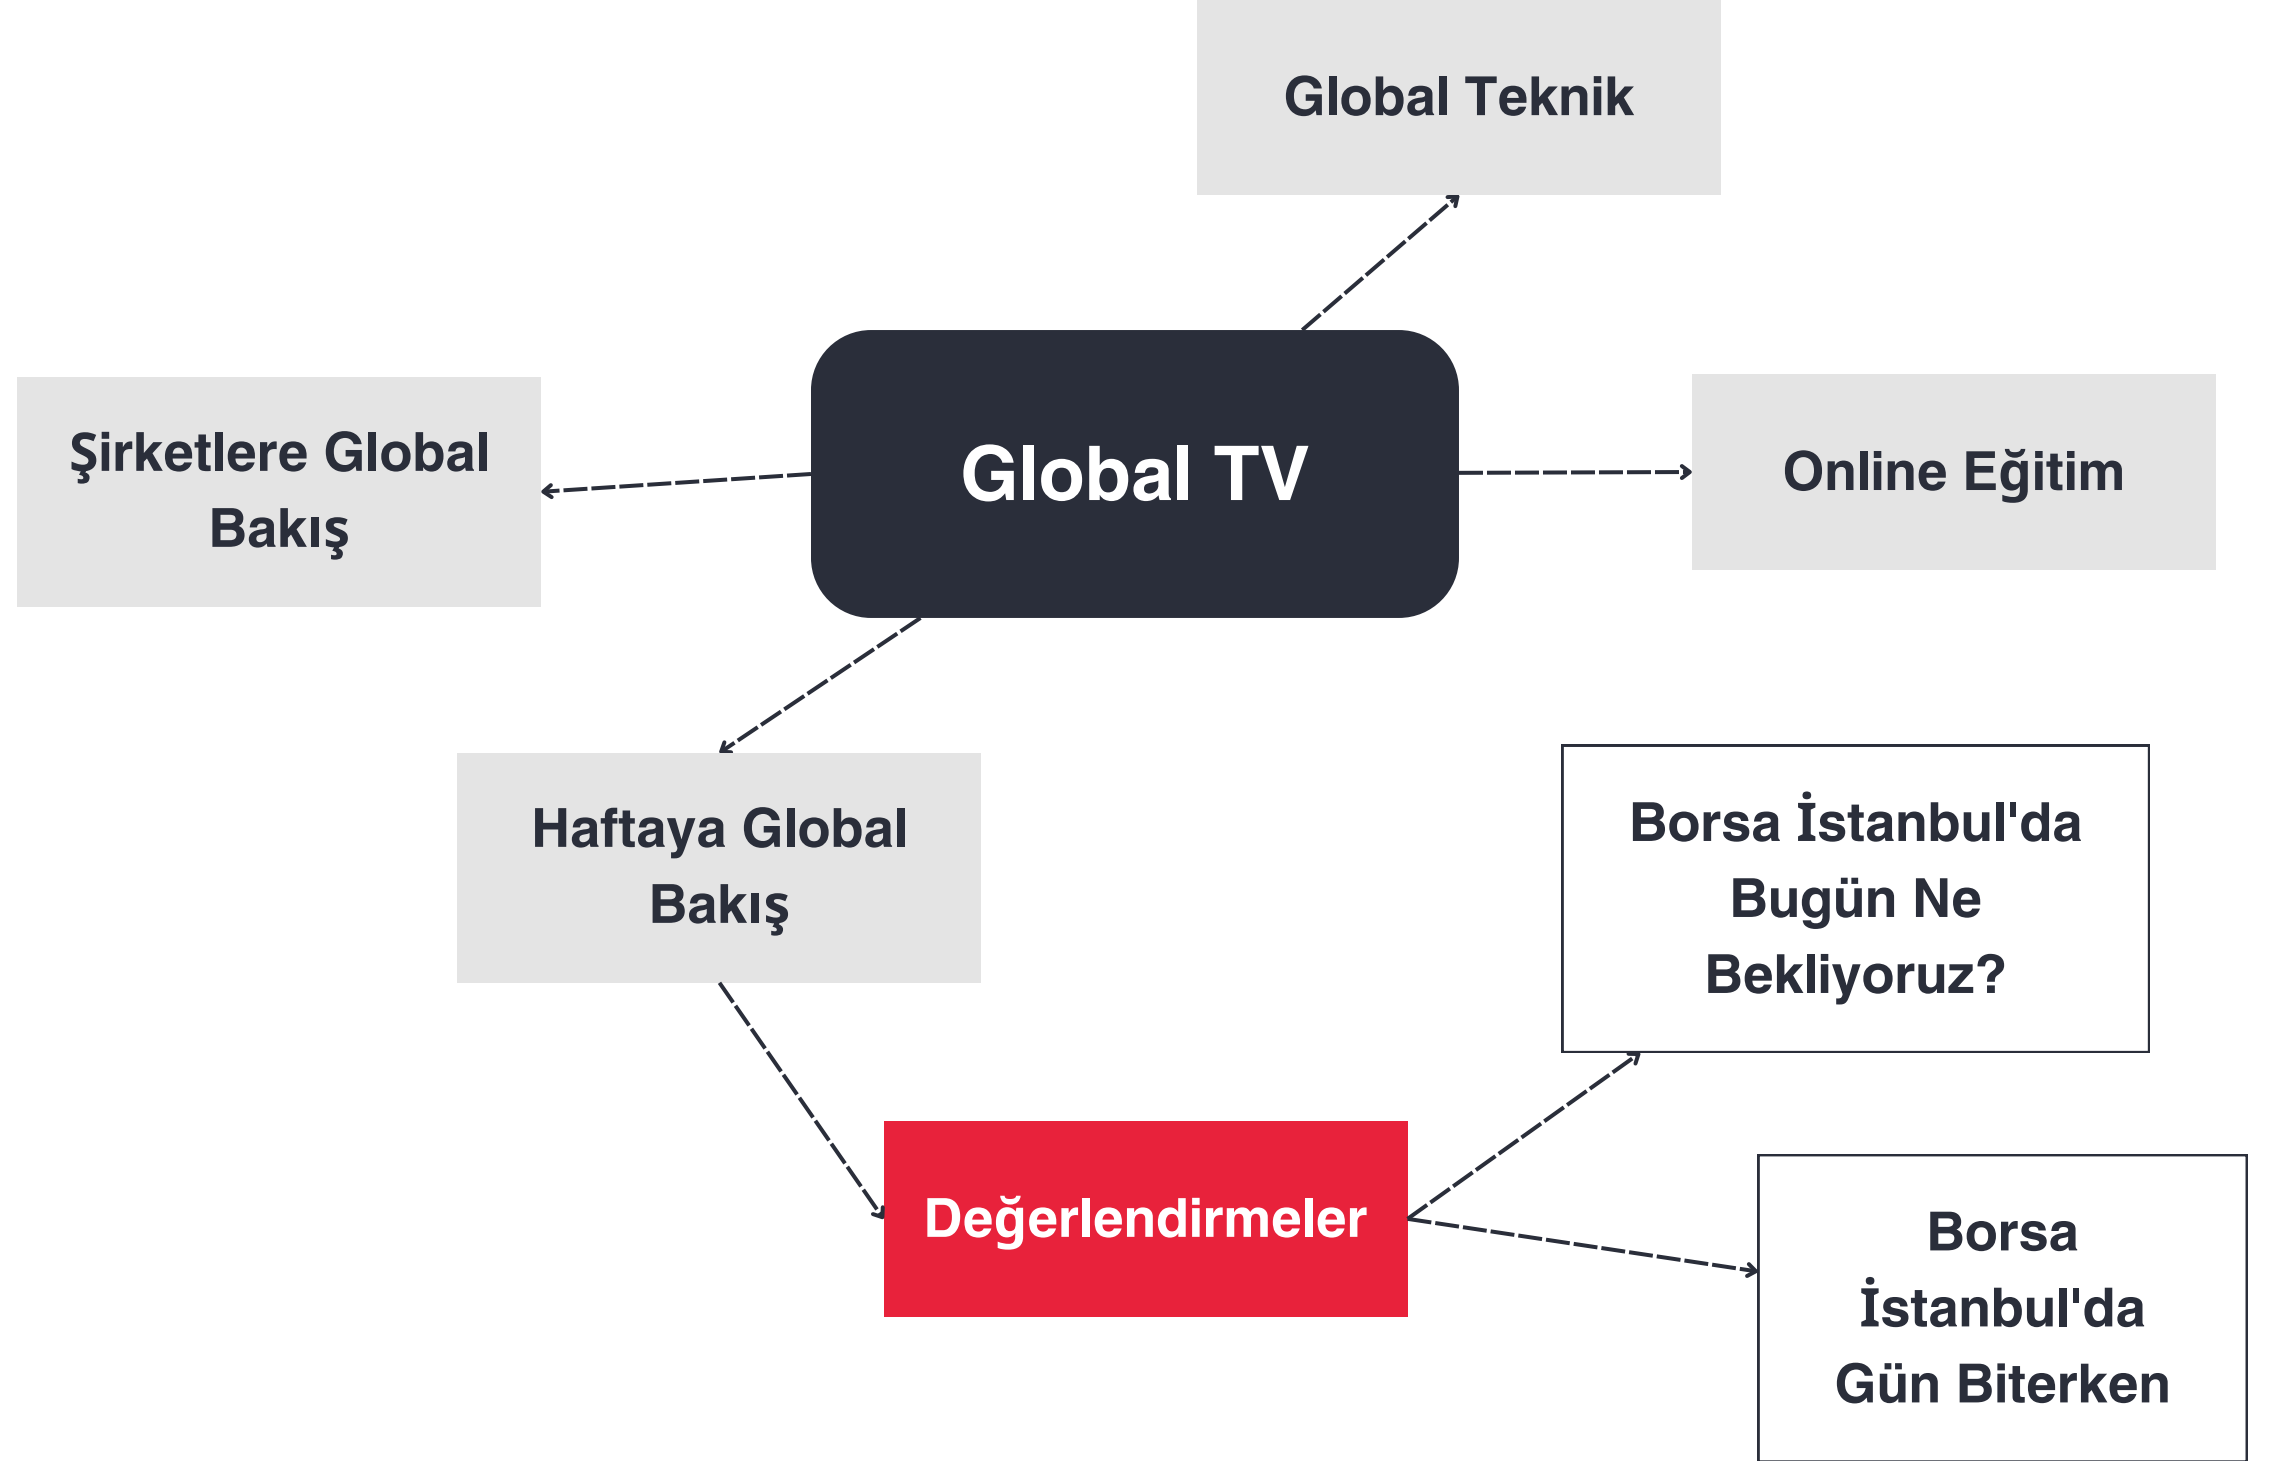 Global Teknik
Şirketlere Global
Bakış
Global TV
Online Eğitim
Haftaya Global
Bakış
Borsa İstanbul'da
Bugün Ne
Bekliyoruz?
Değerlendirmeler
Borsa
İstanbul'da
Gün Biterken